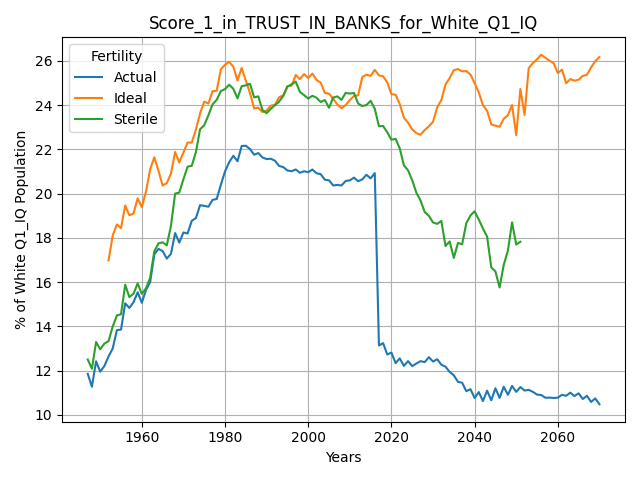 Score_1_in_TRUST_IN_BANKS_for_White_Q1_IQ
Fertility
Actual
Ideal
Sterile
% of White Q1_IQ Population
26
24
22
20
18
16
14
12
10
1960
1980
2000
2020
2040
2060
Years